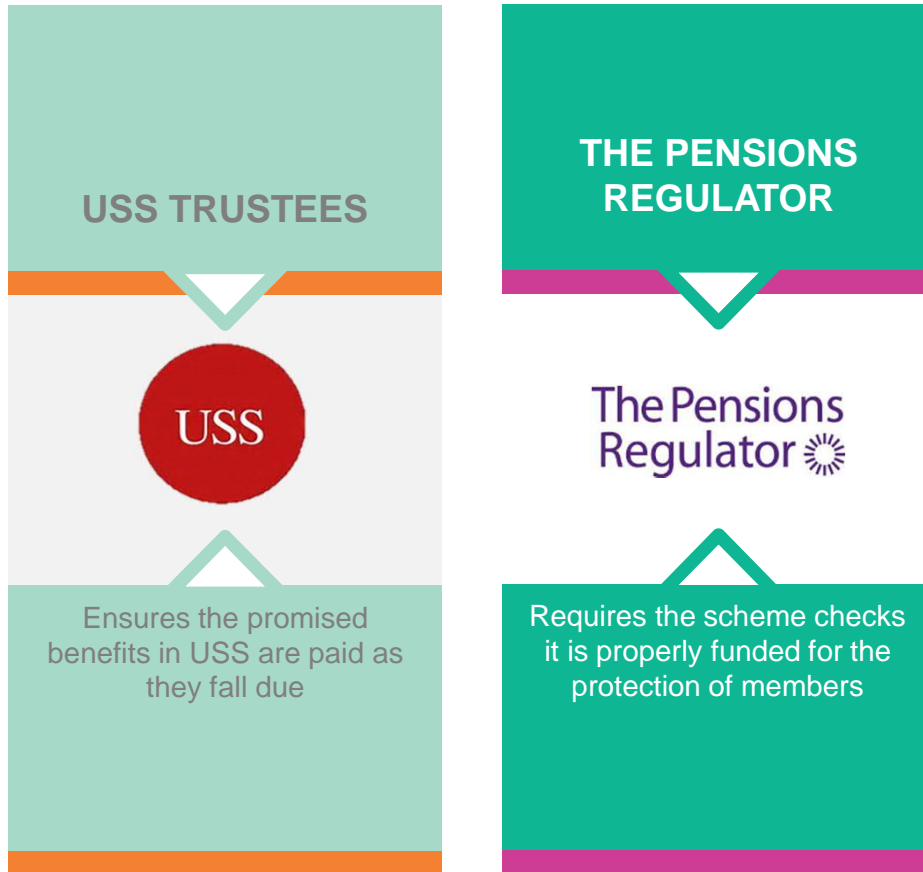 USS TRUSTEES
USS
Ensures the promised
benefits in USS are paid as
they fall due
THE PENSIONS
REGULATOR
The Pensions
Regulator
Requires the scheme checks
it is properly funded for the
protection of members